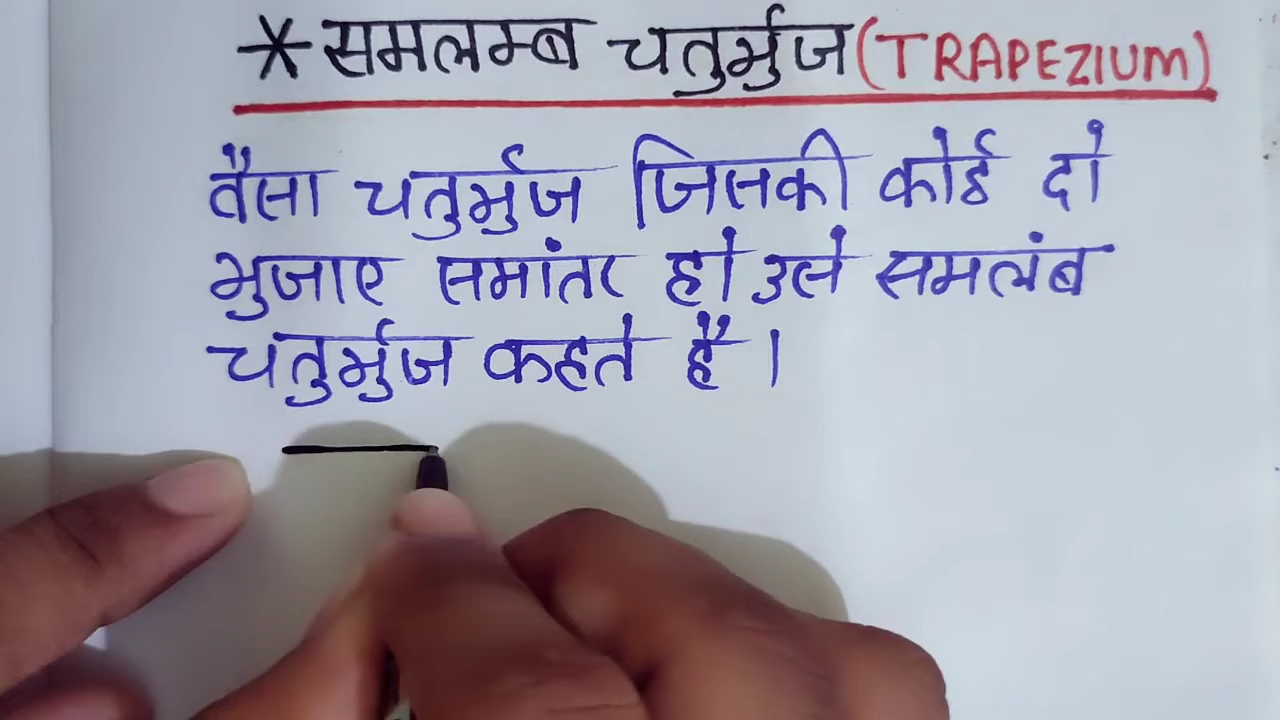 * समलम्ब चतुर्भुज (TRAPEZIUM)
वैसा चतुर्भुज जिसकी कोई दो
भुजाए समांतर हो उसे समलंब
चतुर्भुज कहते है।